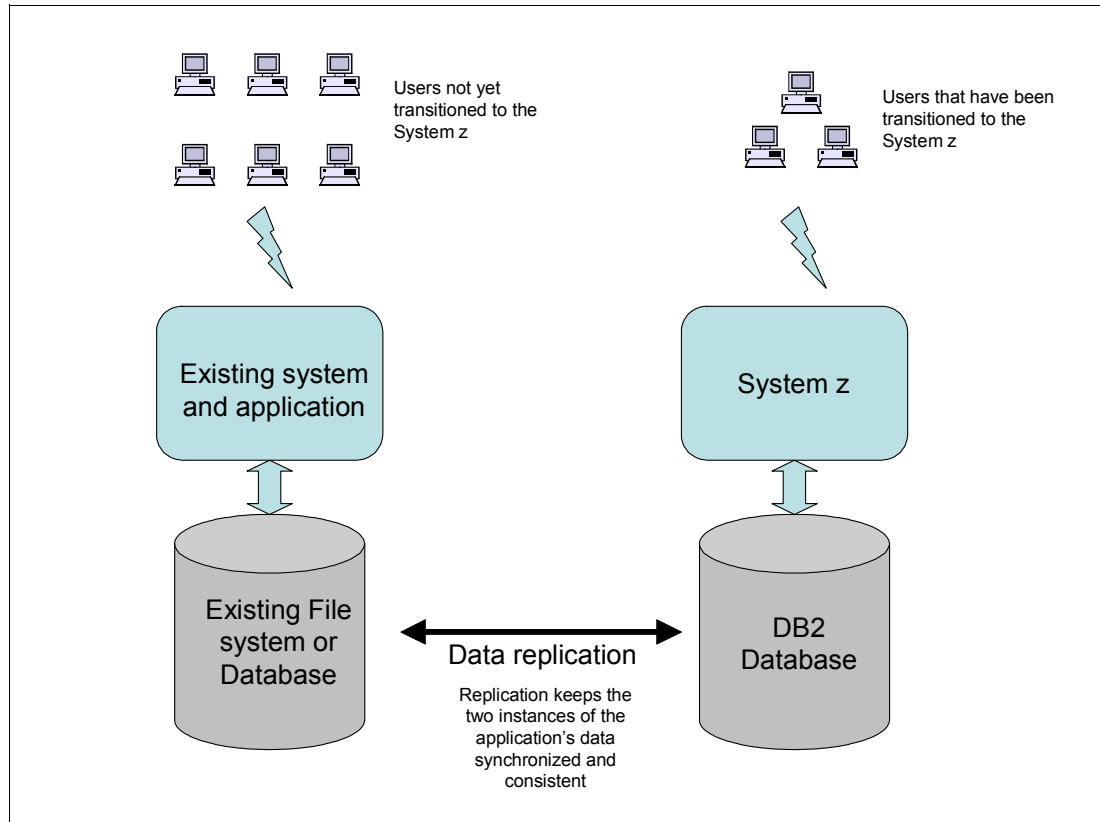 Users not yet
transitioned to the
System z
Users that have been
transitioned to the
System z
Existing system
and application
System z
Existing File
system or
Database
Data replication
Replication keeps the
two instances of the
application's data
synchronized and
consistent
DB2
Database